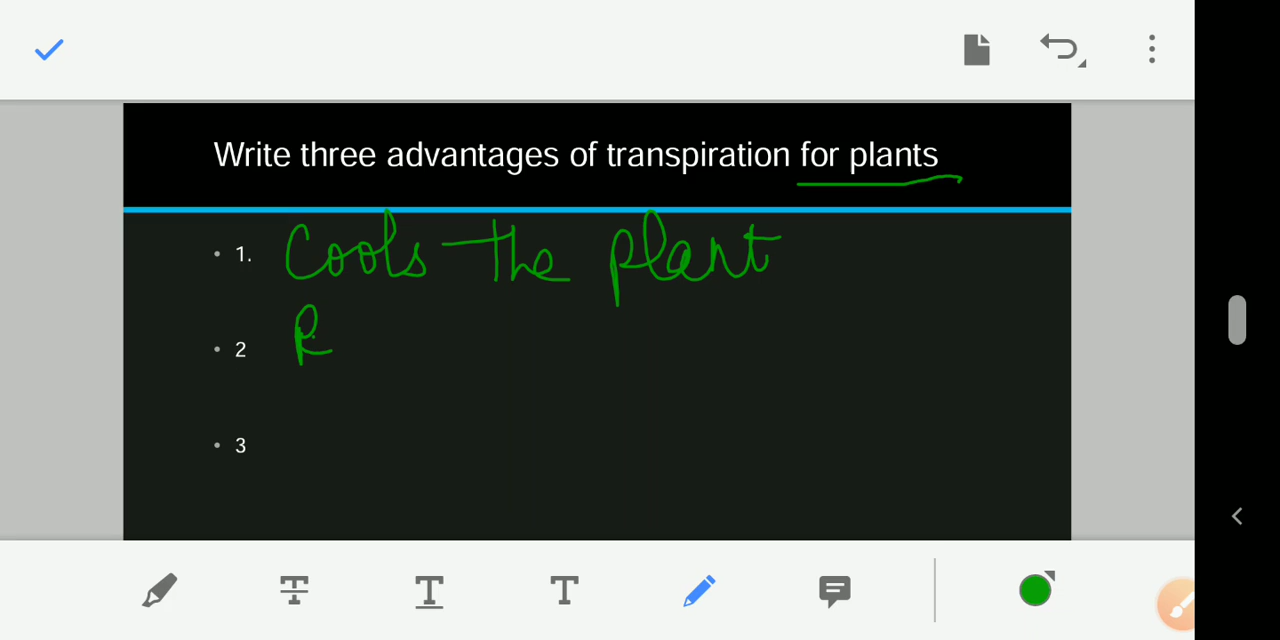 Write three advantages of transpiration for plants
• 1. Cools the plant
• 2 R
• 3